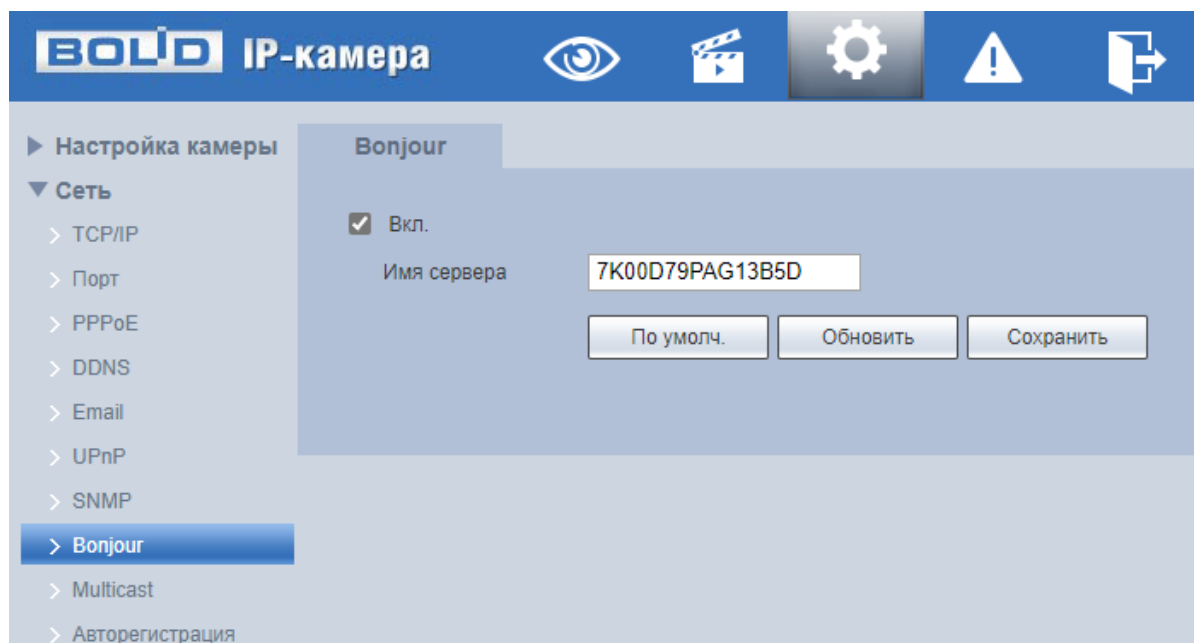 BOLID IP-камера
Настройка камеры
Сеть
TCP/IP
Порт
PPPoE
DDNS
Email
UPnP
SNMP
Bonjour
Multicast
Авторегистрация
Bonjour
Вкл.
Имя сервера 7K00D79PAG13B5D
По умолч. Обновить Сохранить